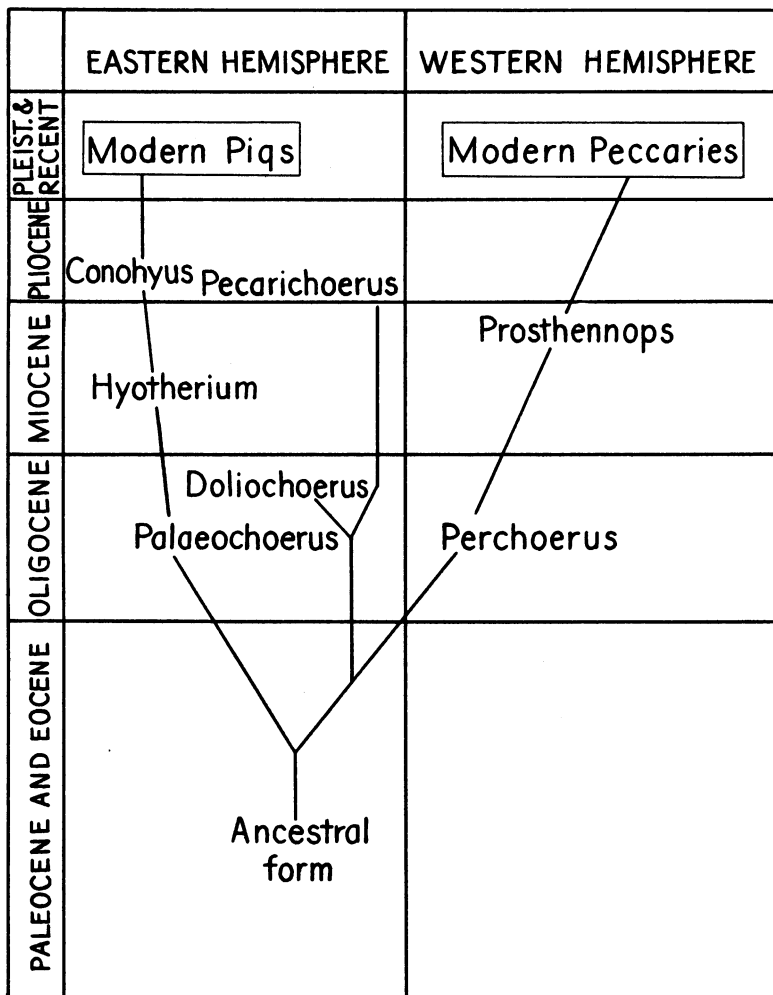 EASTERN HEMISPHERE
WESTERN HEMISPHERE
PLEIST. &
RECENT
Modern Pigs
Modern Peccaries
PLIOCENE
Conohyus
Pecarichoerus
MIOCENE
Prosthennops
Hyotherium
OLIGOCENE
Doliochoerus
Palaeochoerus
Perchoerus
PALEOCENE AND EOCENE
Ancestral
form